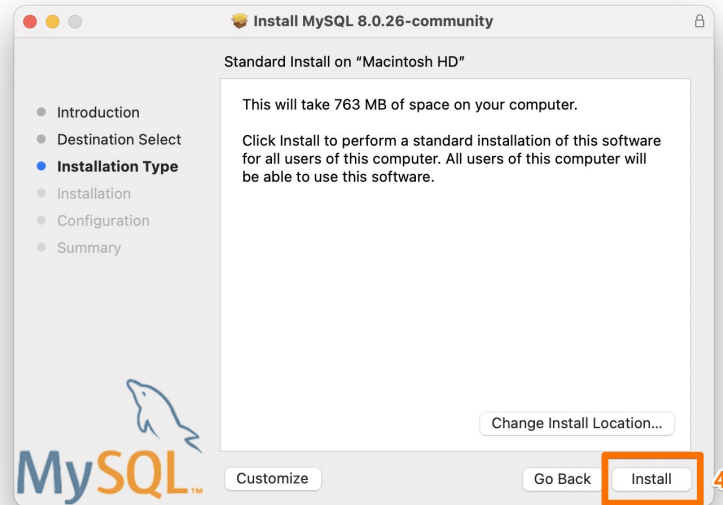 Install MySQL 8.0.26-community
Standard Install on “Macintosh HD”
Introduction
Destination Select
Installation Type
Installation
Configuration
Summary
This will take 763 MB of space on your computer.
Click Install to perform a standard installation of this software
for all users of this computer. All users of this computer will
be able to use this software.
Change Install Location...
MySQL™
Customize
Go Back
Install
4